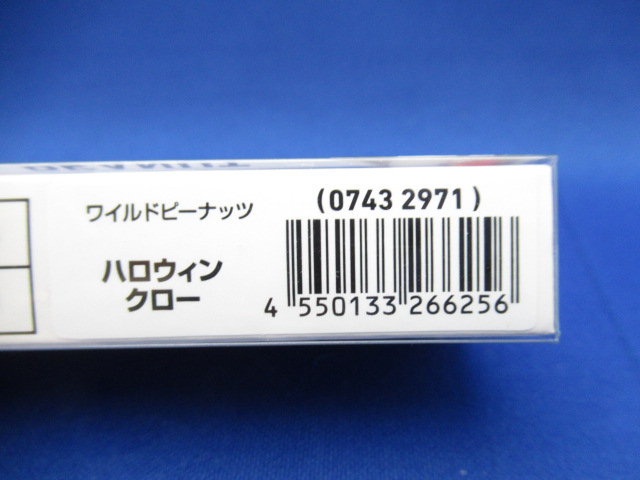 ワイルドピーナッツ
ハロウィン
クロー
(0743 2971)
4 550133 266256